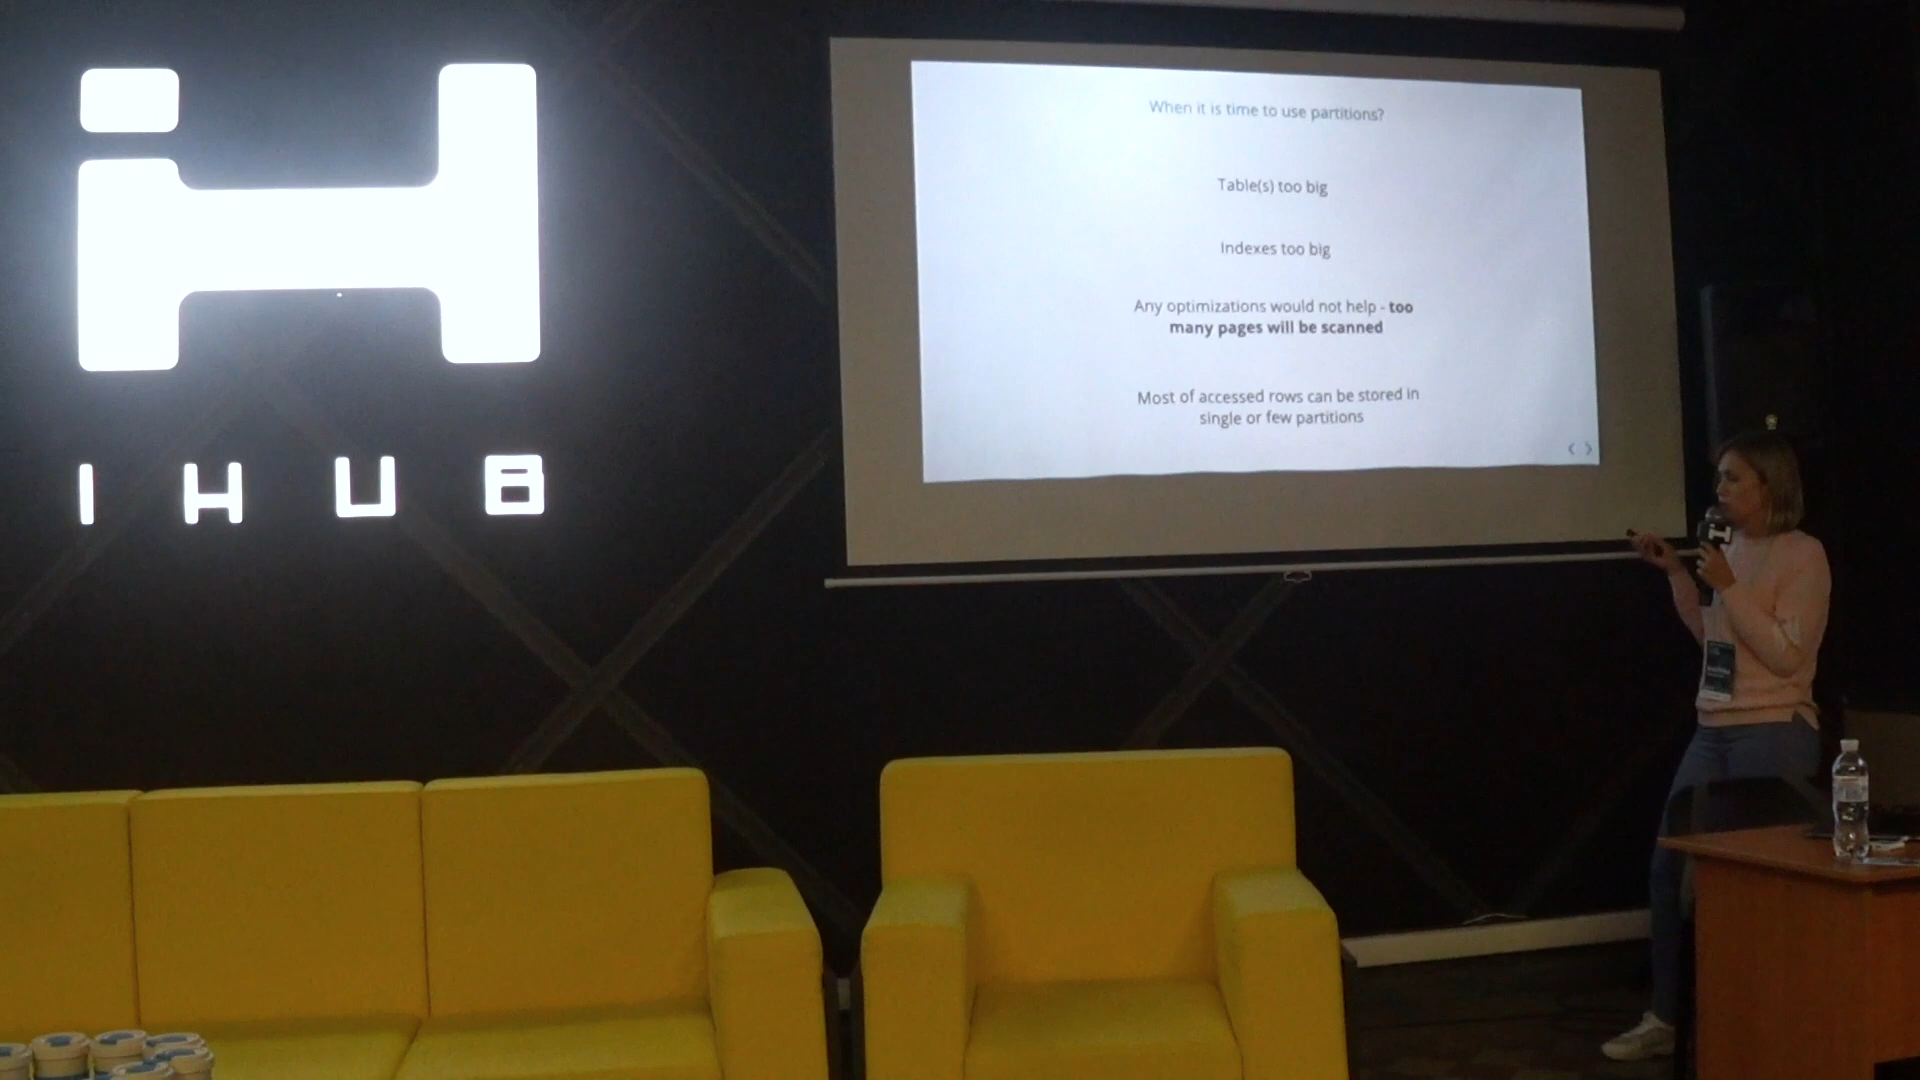 I H U B
When it is time to use partitions?
Table(s) too big
Indexes too big
Any optimizations would not help - too
many pages will be scanned
Most of accessed rows can be stored in
single or few partitions